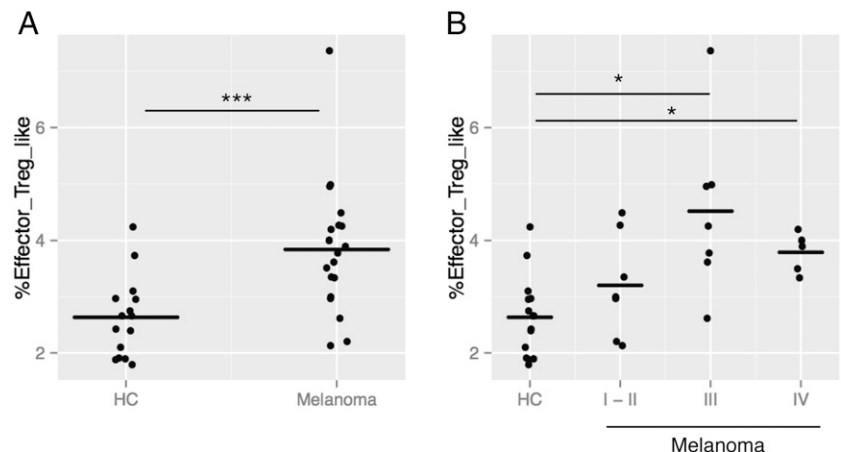 A
%Effector_Treg_like
6
4
2
***
HC
Melanoma
B
%Effector_Treg_like
6
4
2
*
*
HC
I – II
III
IV
Melanoma